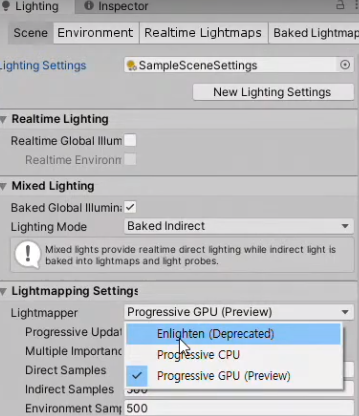 Lighting Inspector
Scene Environment Realtime Lightmaps Baked Lightmap
Lighting Settings SampleSceneSettings
New Lighting Settings
Realtime Lighting
Realtime Global Illum
Realtime Environm
Mixed Lighting
Baked Global Illumina
Lighting Mode Baked Indirect
Mixed lights provide realtime direct lighting while indirect light is
baked into lightmaps and light probes.
Lightmapping Settings
Lightmapper Progressive GPU (Preview)
Progressive Updat
Enlighten (Deprecated)
Multiple Importanc
Progressive CPU
Direct Samples
Progressive GPU (Preview)
Indirect Samples
Environment Samp 500